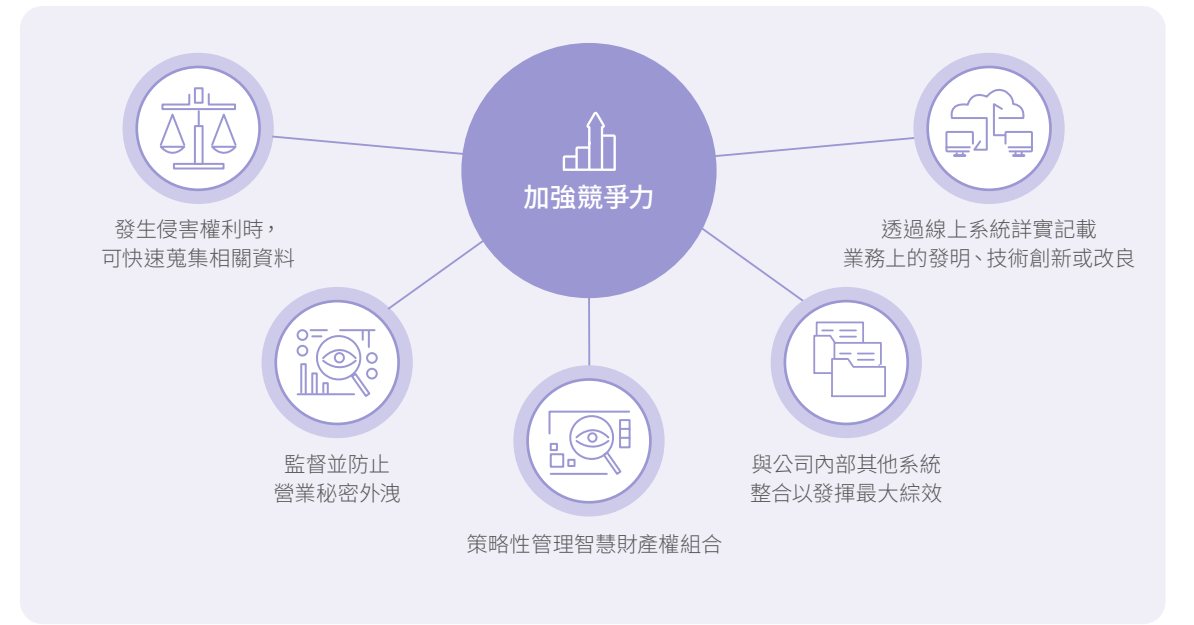 加強競爭力
發生侵害權利時，
可快速蒐集相關資料
透過線上系統詳實記載
業務上的發明、技術創新或改良
監督並防止
營業秘密外洩
與公司內部其他系統
整合以發揮最大綜效
策略性管理智慧財產權組合